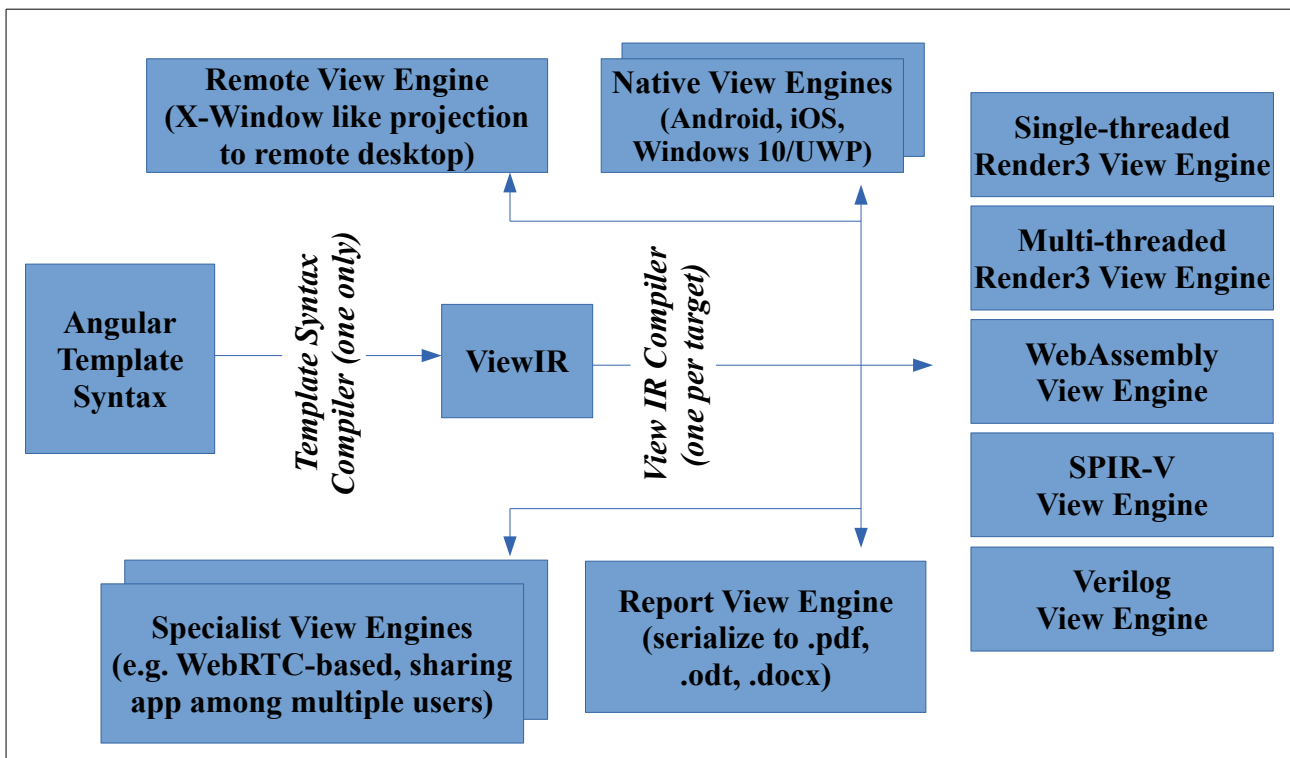 Remote View Engine
(X-Window like projection
to remote desktop)
Native View Engines
(Android, iOS,
Windows 10/UWP)
Single-threaded
Render3 View Engine
Multi-threaded
Render3 View Engine
Angular
Template
Syntax
Template Syntax
Compiler (one only)
ViewIR
View IR Compiler
(one per target)
WebAssembly
View Engine
SPIR-V
View Engine
Verilog
View Engine
Specialist View Engines
(e.g. WebRTC-based, sharing
app among multiple users)
Report View Engine
(serialize to .pdf,
.odt, .docx)